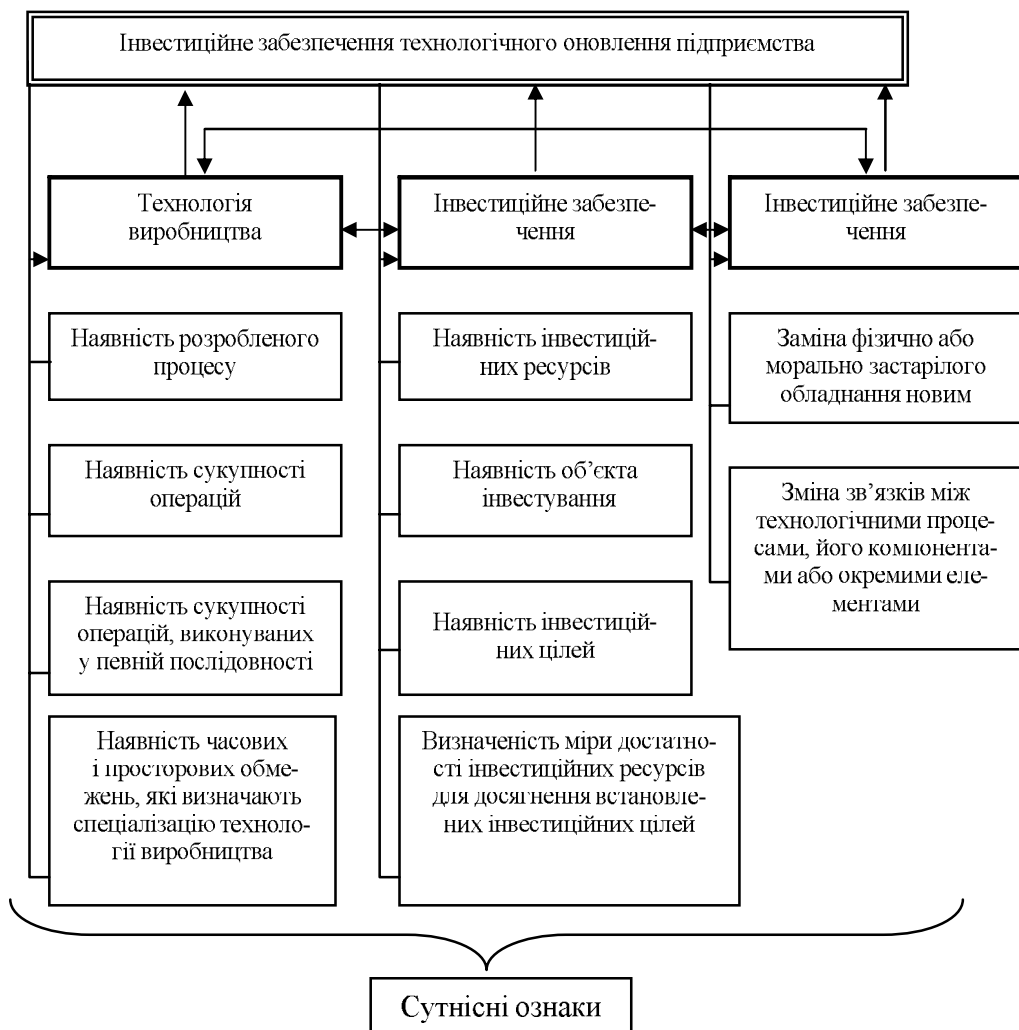 Інвестиційне забезпечення технологічного оновлення підприємства
Технологія
виробництва
Інвестиційне забезпе-
чення
Інвестиційне забезпе-
чення
Наявність розробленого
процесу
Наявність інвестицій-
них ресурсів
Заміна фізично або
морально застарілого
обладнання новим
Наявність сукупності
операцій
Наявність об’єкта
інвестування
Зміна зв’язків між
технологічними проце-
сами, його компонента-
ми або окремими еле-
ментами
Наявність сукупності
операцій, виконуваних
у певній послідовності
Наявність інвестицій-
них цілей
Наявність часових
і просторових обме-
жень, які визначають
спеціалізацію техноло-
гії виробництва
Визначеність міри достатно-
сті інвестиційних ресурсів
для досягнення встановле-
них інвестиційних цілей
Сутнісні ознаки